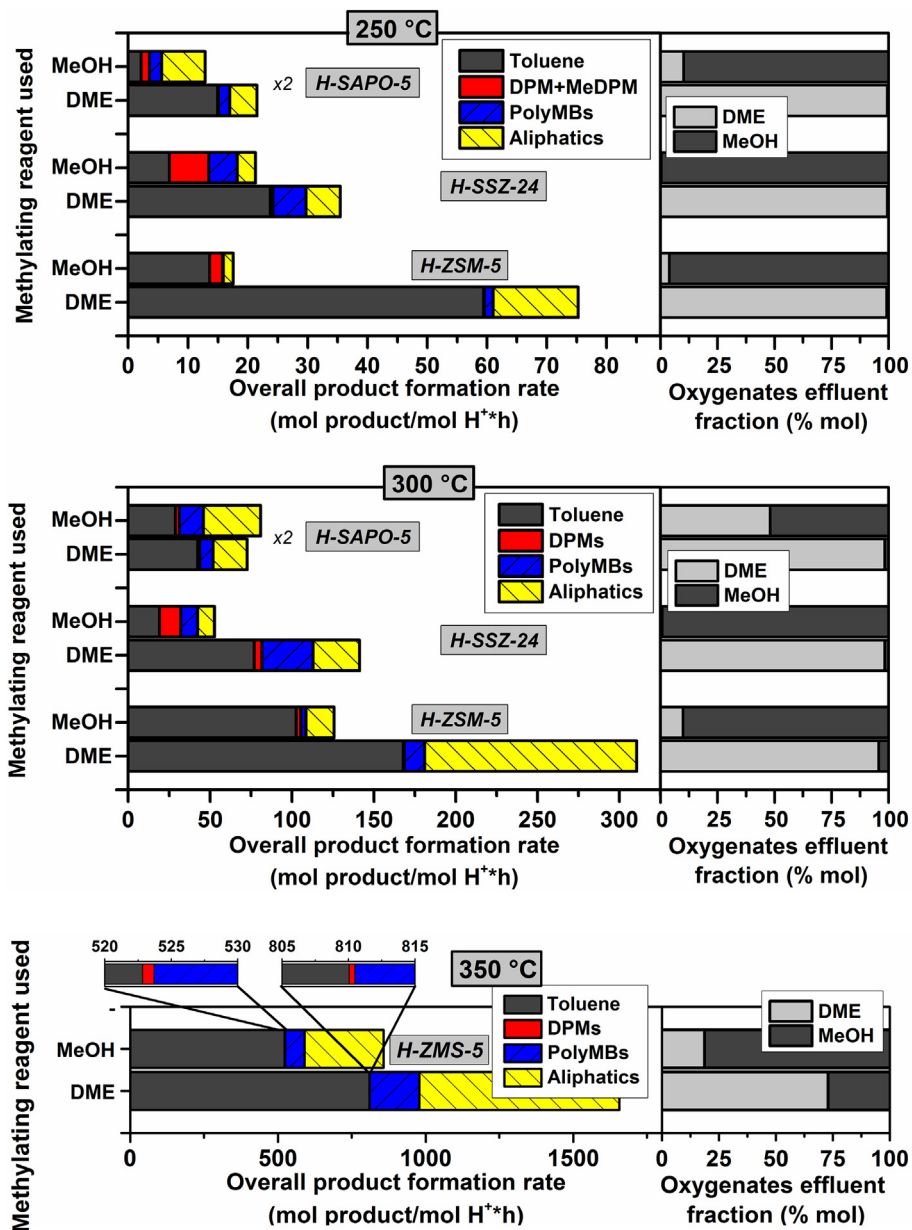 250 °C
Methylating reagent used
MeOH
DME
MeOH
DME
MeOH
DME
x2
H-SAPO-5
H-SSZ-24
H-ZSM-5
Toluene
DPM+MeDPM
PolyMBs
Aliphatics
DME
MeOH
0 10 20 30 40 50 60 70 80
Overall product formation rate
(mol product/mol H⁺*h)
0 25 50 75 100
Oxygenates effluent
fraction (% mol)
300 °C
Methylating reagent used
MeOH
DME
MeOH
DME
MeOH
DME
x2
H-SAPO-5
H-SSZ-24
H-ZSM-5
Toluene
DPMs
PolyMBs
Aliphatics
DME
MeOH
0 50 100 150 200 250 300
Overall product formation rate
(mol product/mol H⁺*h)
0 25 50 75 100
Oxygenates effluent
fraction (% mol)
350 °C
Methylating reagent used
520 525 530
805 810 815
-
MeOH
DME
H-ZMS-5
Toluene
DPMs
PolyMBs
Aliphatics
DME
MeOH
0 500 1000 1500
Overall product formation rate
(mol product/mol H⁺*h)
0 25 50 75 100
Oxygenates effluent
fraction (% mol)